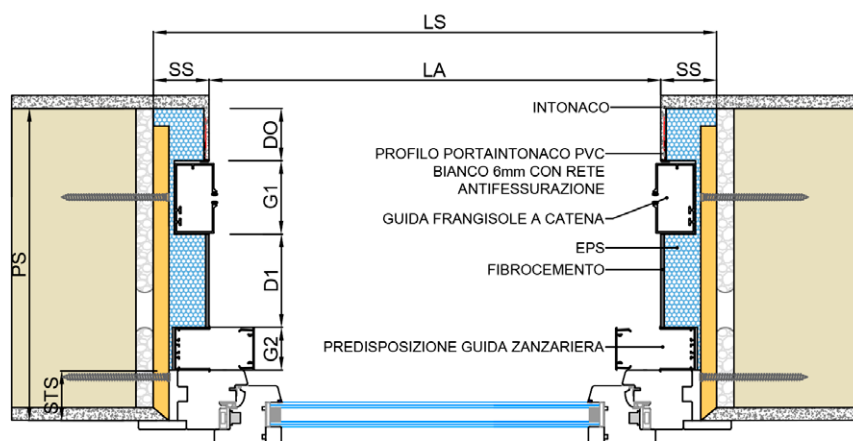 LS
SS
LA
SS
INTONACO
DO
PROFILO PORTAINTONACO PVC
BIANCO 6mm CON RETE
ANTIFESSURAZIONE
G1
GUIDA FRANGISOLE A CATENA
EPS
PS
D1
FIBROCEMENTO
G2
PREDISPOSIZIONE GUIDA ZANZARIERA
STS